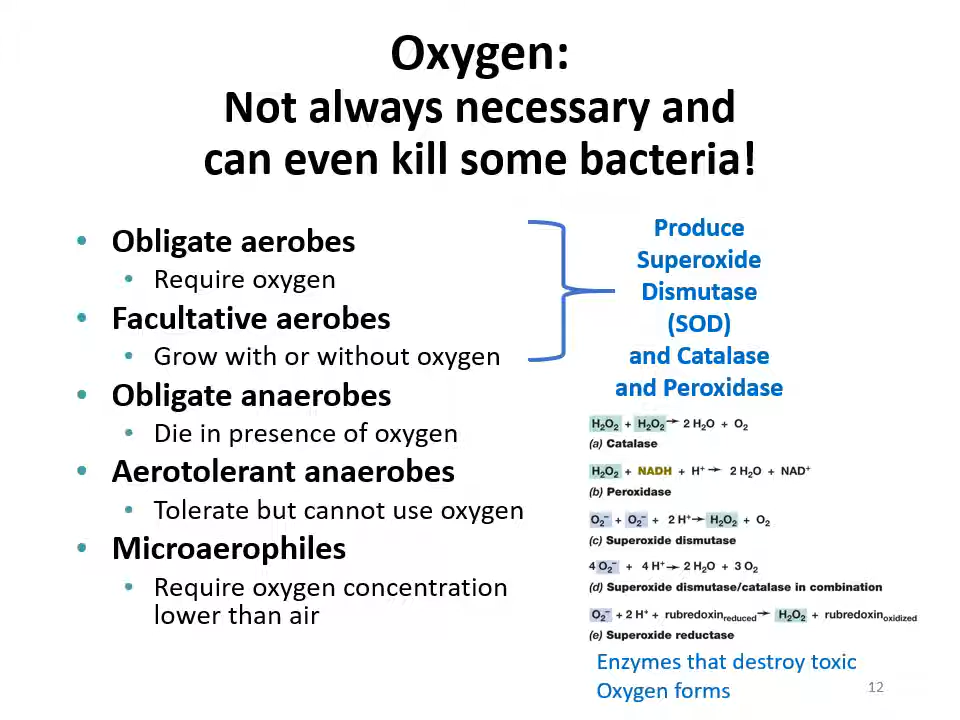 Oxygen:
Not always necessary and
can even kill some bacteria!
• Obligate aerobes
• Require oxygen
• Facultative aerobes
• Grow with or without oxygen
• Obligate anaerobes
• Die in presence of oxygen
• Aerotolerant anaerobes
• Tolerate but cannot use oxygen
• Microaerophiles
• Require oxygen concentration
lower than air
Produce
Superoxide
Dismutase
(SOD)
and Catalase
and Peroxidase
H₂O₂ + H₂O₂ → 2 H₂O + O₂
(a) Catalase
H₂O₂ + NADH + H⁺ → 2 H₂O + NAD⁺
(b) Peroxidase
O₂⁻ + O₂⁻ + 2 H⁺ → H₂O₂ + O₂
(c) Superoxide dismutase
4 O₂⁻ + 4 H⁺ → 2 H₂O + 3 O₂
(d) Superoxide dismutase/catalase in combination
O₂⁻ + 2 H⁺ + rubredoxin reduced → H₂O₂ + rubredoxin oxidized
(e) Superoxide reductase
Enzymes that destroy toxic
Oxygen forms
12